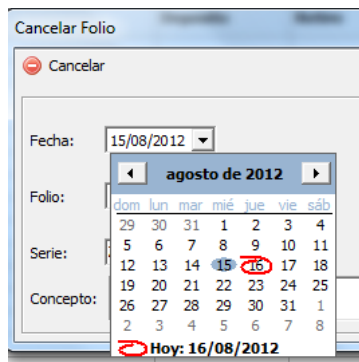 Cancelar Folio
Cancelar
Fecha: 15/08/2012
agosto de 2012
dom lun mar mié jue vie sáb
29 30 31 1 2 3 4
5 6 7 8 9 10 11
12 13 14 15 16 17 18
19 20 21 22 23 24 25
26 27 28 29 30 31 1
2 3 4 5 6 7 8
Hoy: 16/08/2012
Folio:
Serie:
Concepto: